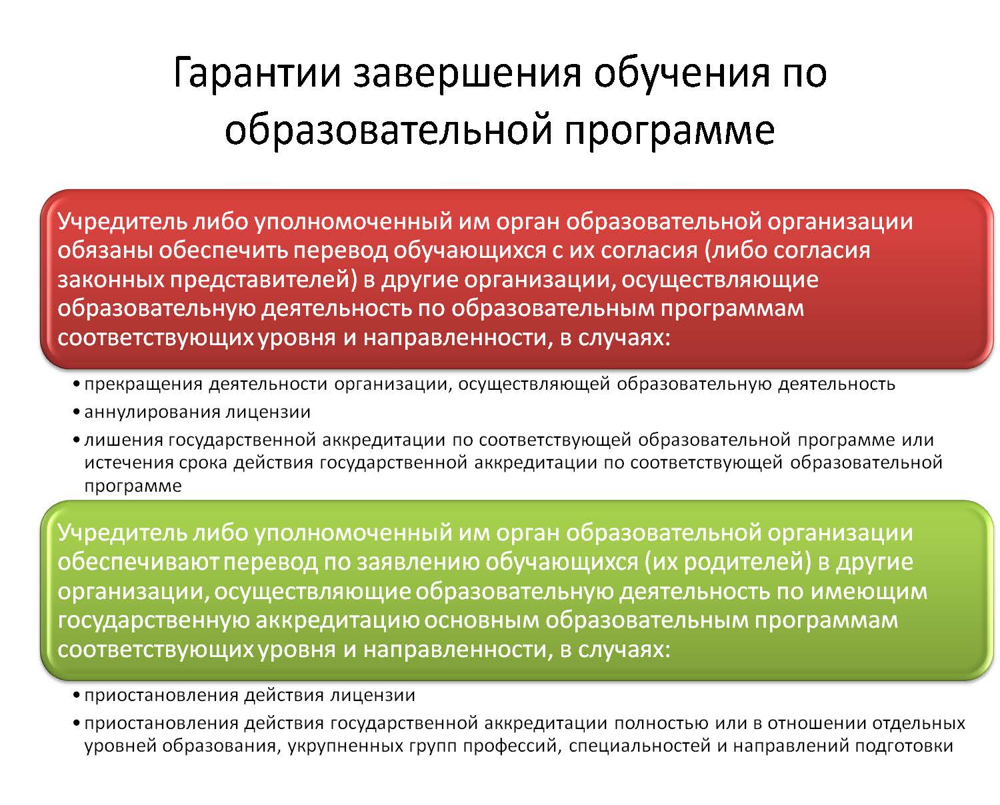 Гарантии завершения обучения по
образовательной программе
Учредитель либо уполномоченный им орган образовательной организации
обязаны обеспечить перевод обучающихся с их согласия (либо согласия
законных представителей) в другие организации, осуществляющие
образовательную деятельность по образовательным программам
соответствующих уровня и направленности, в случаях:
• прекращения деятельности организации, осуществляющей образовательную деятельность
• аннулирования лицензии
• лишения государственной аккредитации по соответствующей образовательной программе или
истечения срока действия государственной аккредитации по соответствующей образовательной
программе
Учредитель либо уполномоченный им орган образовательной организации
обеспечивают перевод по заявлению обучающихся (их родителей) в другие
организации, осуществляющие образовательную деятельность по имеющим
государственную аккредитацию основным образовательным программам
соответствующих уровня и направленности, в случаях:
• приостановления действия лицензии
• приостановления действия государственной аккредитации полностью или в отношении отдельных
уровней образования, укрупненных групп профессий, специальностей и направлений подготовки